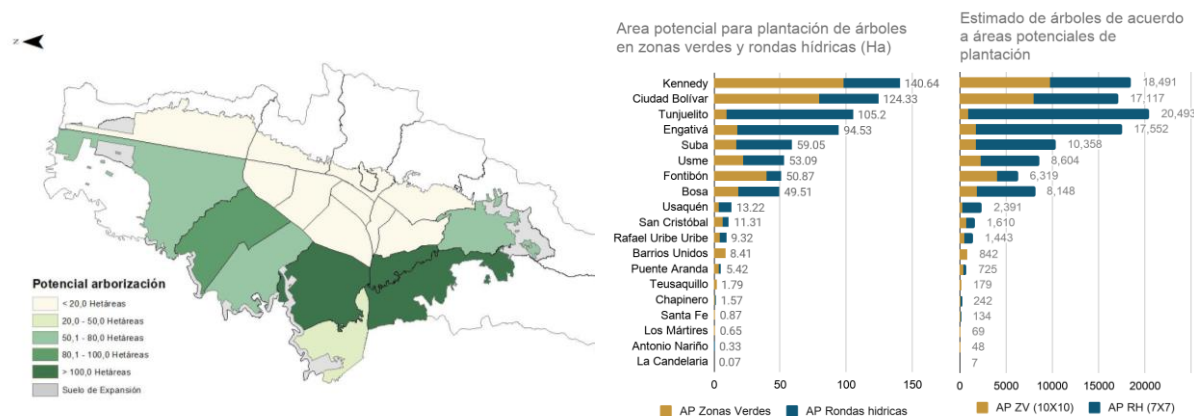 N
Potencial arborización
< 20,0 Hetáreas
20,0 - 50,0 Hetáreas
50,1 - 80,0 Hetáreas
80,1 - 100,0 Hetáreas
> 100,0 Hetáreas
Suelo de Expansión
Area potencial para plantación de árboles
en zonas verdes y rondas hídricas (Ha)
Kennedy 140.64
Ciudad Bolívar 124.33
Tunjuelito 105.2
Engativá 94.53
Suba 59.05
Usme 53.09
Fontibón 50.87
Bosa 49.51
Usaquén 13.22
San Cristóbal 11.31
Rafael Uribe Uribe 9.32
Barrios Unidos 8.41
Puente Aranda 5.42
Teusaquillo 1.79
Chapinero 1.57
Santa Fe 0.87
Los Mártires 0.65
Antonio Nariño 0.33
La Candelaria 0.07
0 50 100 150
AP Zonas Verdes AP Rondas hidricas
Estimado de árboles de acuerdo
a áreas potenciales de
plantación
18,491
17,117
20,493
17,552
10,358
8,604
6,319
8,148
2,391
1,610
1,443
842
725
179
242
134
69
48
7
0 5000 10000 15000 20000
AP ZV (10X10) AP RH (7X7)